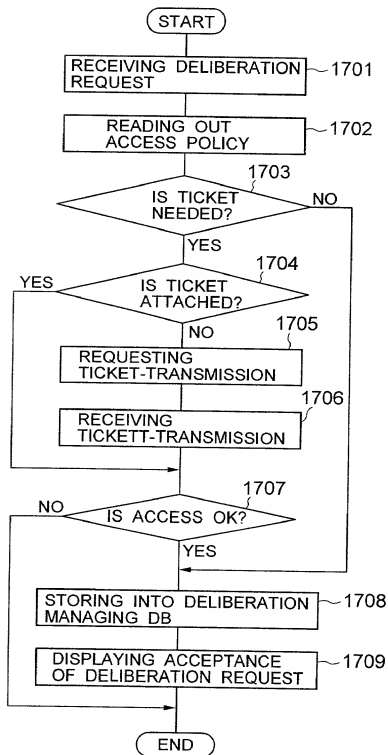 START
RECEIVING DELIBERATION
REQUEST
1701
READING OUT
ACCESS POLICY
1702
1703
IS TICKET
NEEDED?
NO
YES
1704
YES
IS TICKET
ATTACHED?
NO
1705
REQUESTING
TICKET-TRANSMISSION
1706
RECEIVING
TICKETT-TRANSMISSION
1707
NO
IS ACCESS OK?
YES
STORING INTO DELIBERATION
MANAGING DB
1708
DISPLAYING ACCEPTANCE
OF DELIBERATION REQUEST
1709
END